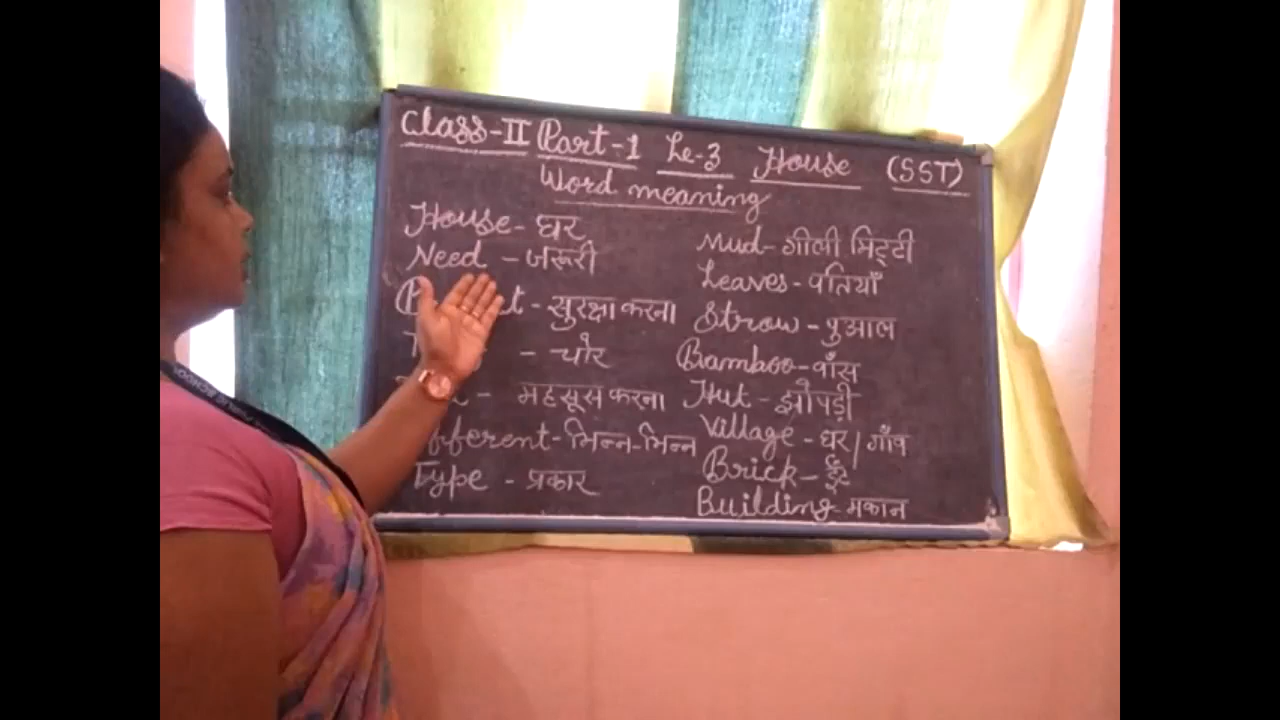 Class-II Part-1 Le-3 House (SST)
Word meaning
House- घर
Need - जरूरी
- सुरक्षा करना
- चोर
- महसूस करना
- भिन्न-भिन्न
Type - प्रकार
Mud- गीली मिट्टी
Leaves- पतियाँ
Straw - पुआल
Bamboo- बाँस
Hut - झोपड़ी
Village - घर/गाँव
Brick- ईंट
Building- मकान